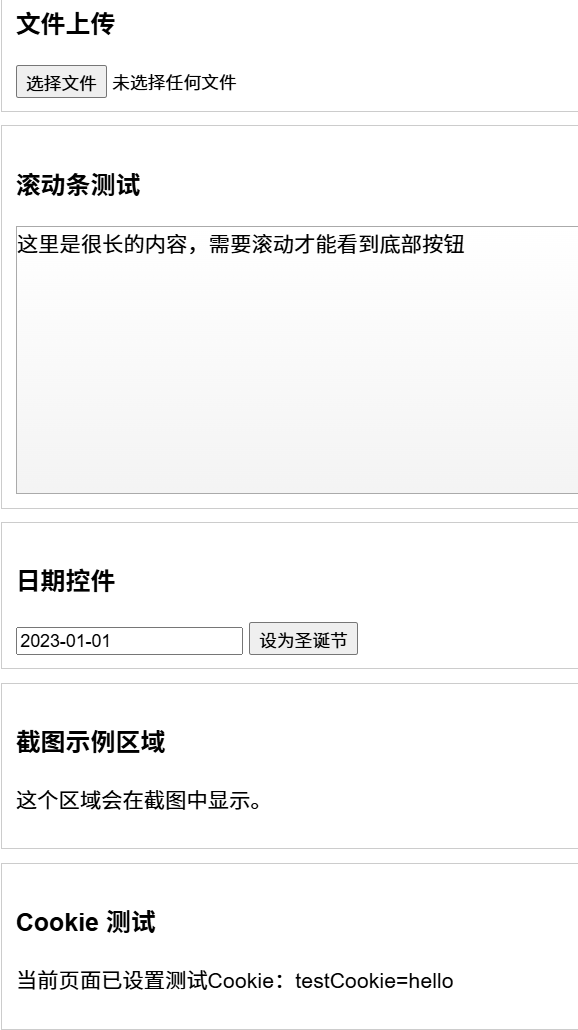 文件上传
选择文件 未选择任何文件
滚动条测试
这里是很长的内容，需要滚动才能看到底部按钮
日期控件
2023-01-01 设为圣诞节
截图示例区域
这个区域会在截图中显示。
Cookie 测试
当前页面已设置测试Cookie：testCookie=hello